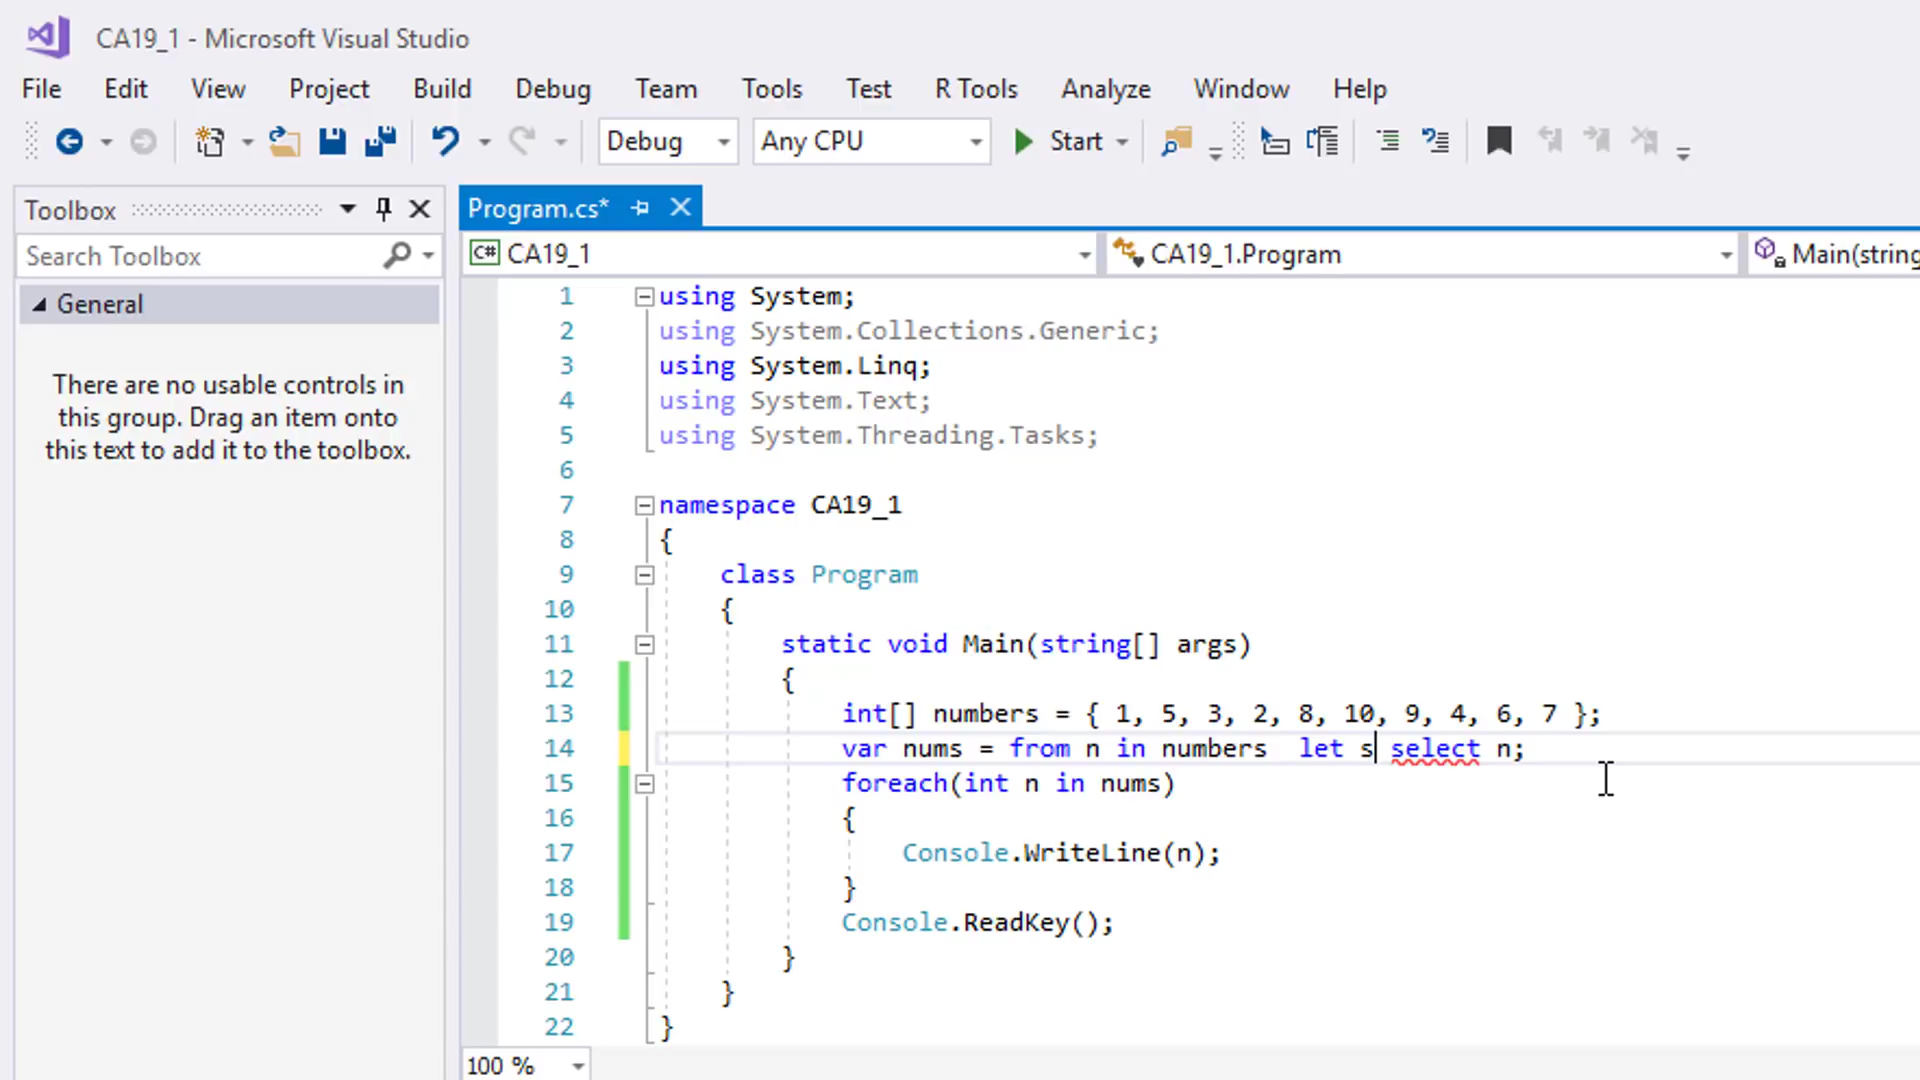 CA19_1 - Microsoft Visual Studio
File Edit View Project Build Debug Team Tools Test R Tools Analyze Window Help
Debug Any CPU Start
Toolbox
Program.cs*
Search Toolbox
C# CA19_1 CA19_1.Program Main(string
General
There are no usable controls in
this group. Drag an item onto
this text to add it to the toolbox.
1 using System;
2 using System.Collections.Generic;
3 using System.Linq;
4 using System.Text;
5 using System.Threading.Tasks;
6
7 namespace CA19_1
8 {
9 class Program
10 {
11 static void Main(string[] args)
12 {
13 int[] numbers = { 1, 5, 3, 2, 8, 10, 9, 4, 6, 7 };
14 var nums = from n in numbers  let s select n;
15 foreach(int n in nums)
16 {
17 Console.WriteLine(n);
18 }
19 Console.ReadKey();
20 }
21 }
22 }
100 %